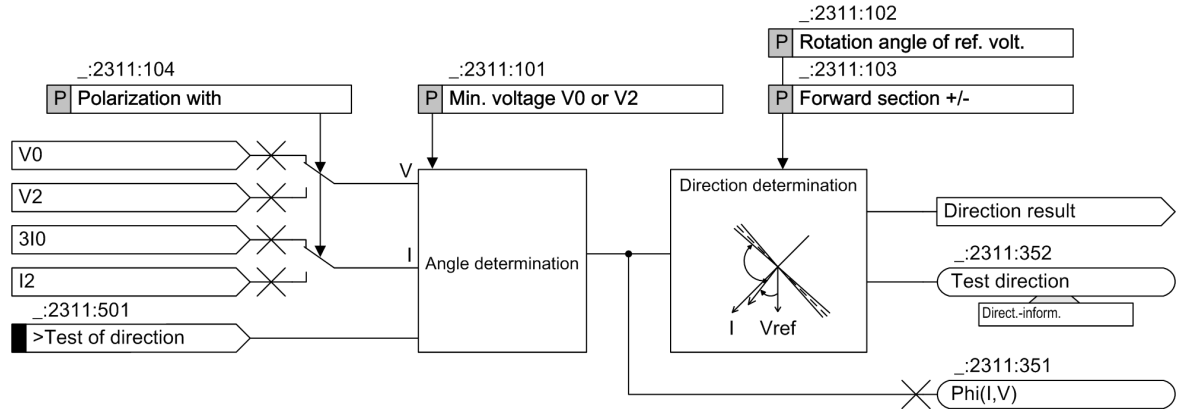 _:2311:102
P Rotation angle of ref. volt.
_:2311:104
_:2311:101
_:2311:103
P Polarization with
P Min. voltage V0 or V2
P Forward section +/-
V0
V
V2
Direction determination
Direction result
3I0
I
Angle determination
_:2311:352
Test direction
I2
Direct.-inform.
_:2311:501
I Vref
>Test of direction
_:2311:351
Phi(I,V)